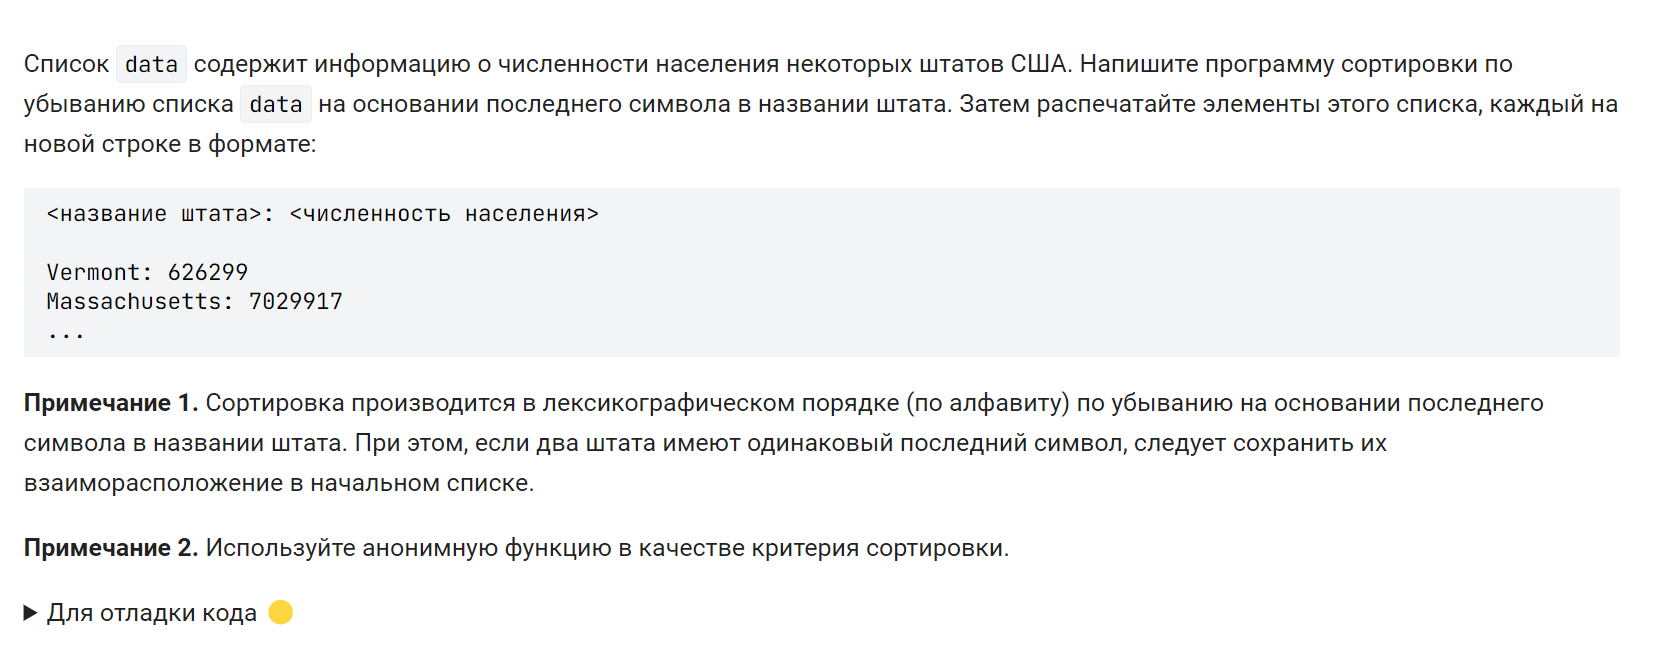 Список data содержит информацию о численности населения некоторых штатов США. Напишите программу сортировки по
убыванию списка data на основании последнего символа в названии штата. Затем распечатайте элементы этого списка, каждый на
новой строке в формате:
<название штата>: <численность населения>
Vermont: 626299
Massachusetts: 7029917
...
Примечание 1. Сортировка производится в лексикографическом порядке (по алфавиту) по убыванию на основании последнего
символа в названии штата. При этом, если два штата имеют одинаковый последний символ, следует сохранить их
взаиморасположение в начальном списке.
Примечание 2. Используйте анонимную функцию в качестве критерия сортировки.
Для отладки кода